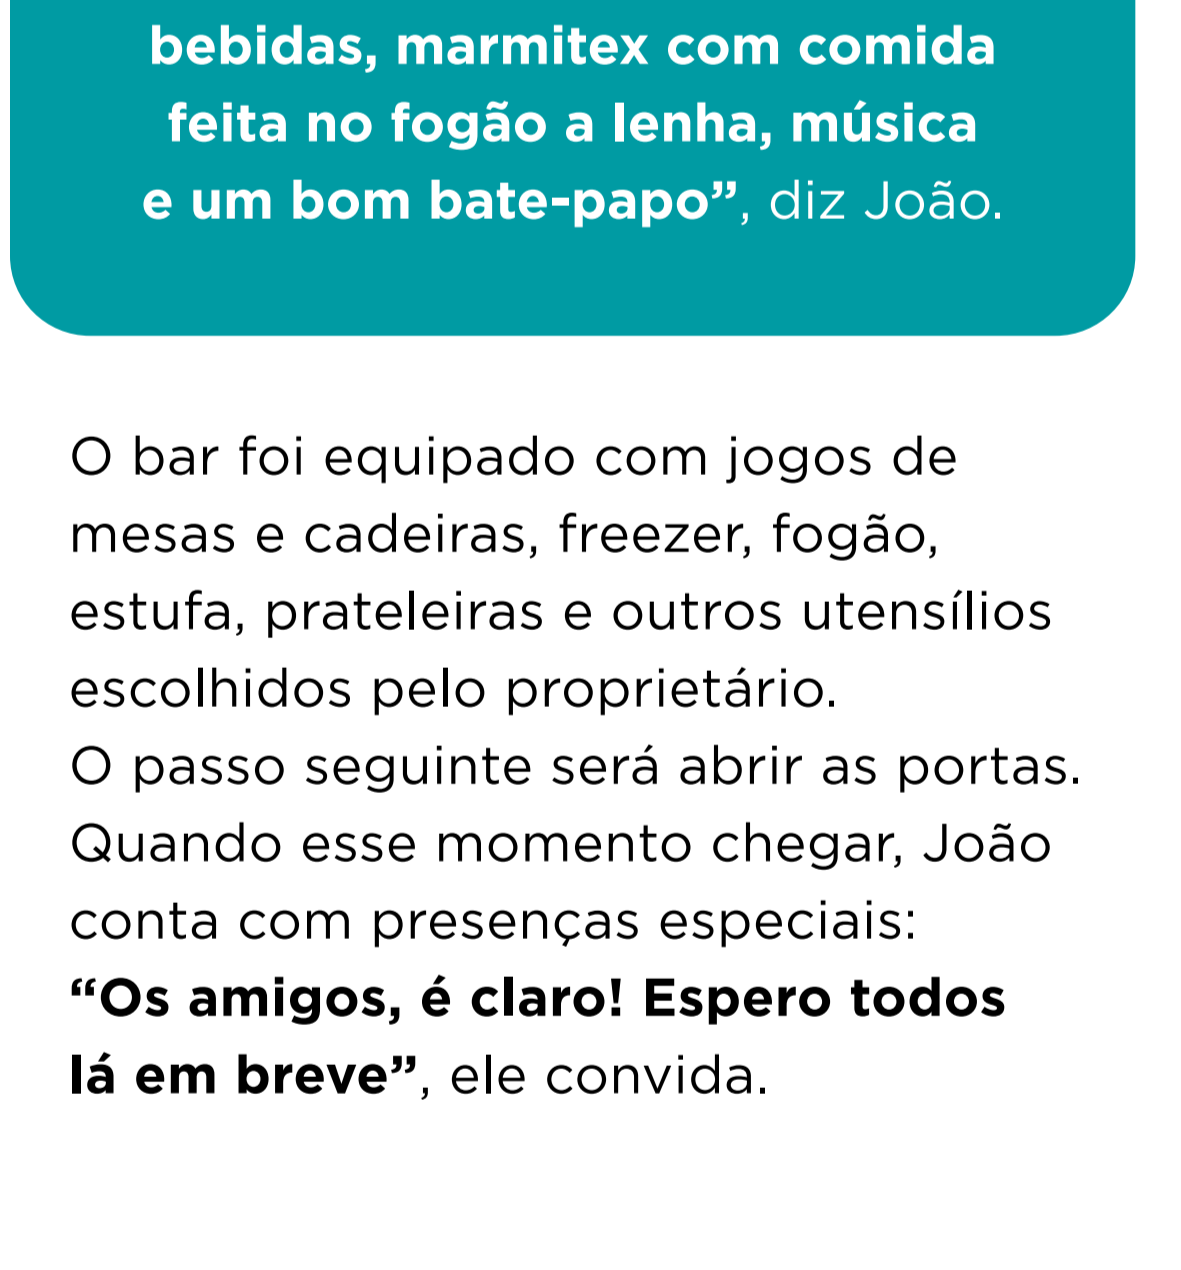 bebidas, marmitex com comida
feita no fogão a lenha, música
e um bom bate-papo”, diz João.
O bar foi equipado com jogos de
mesas e cadeiras, freezer, fogão,
estufa, prateleiras e outros utensílios
escolhidos pelo proprietário.
O passo seguinte será abrir as portas.
Quando esse momento chegar, João
conta com presenças especiais:
“Os amigos, é claro! Espero todos
lá em breve”, ele convida.